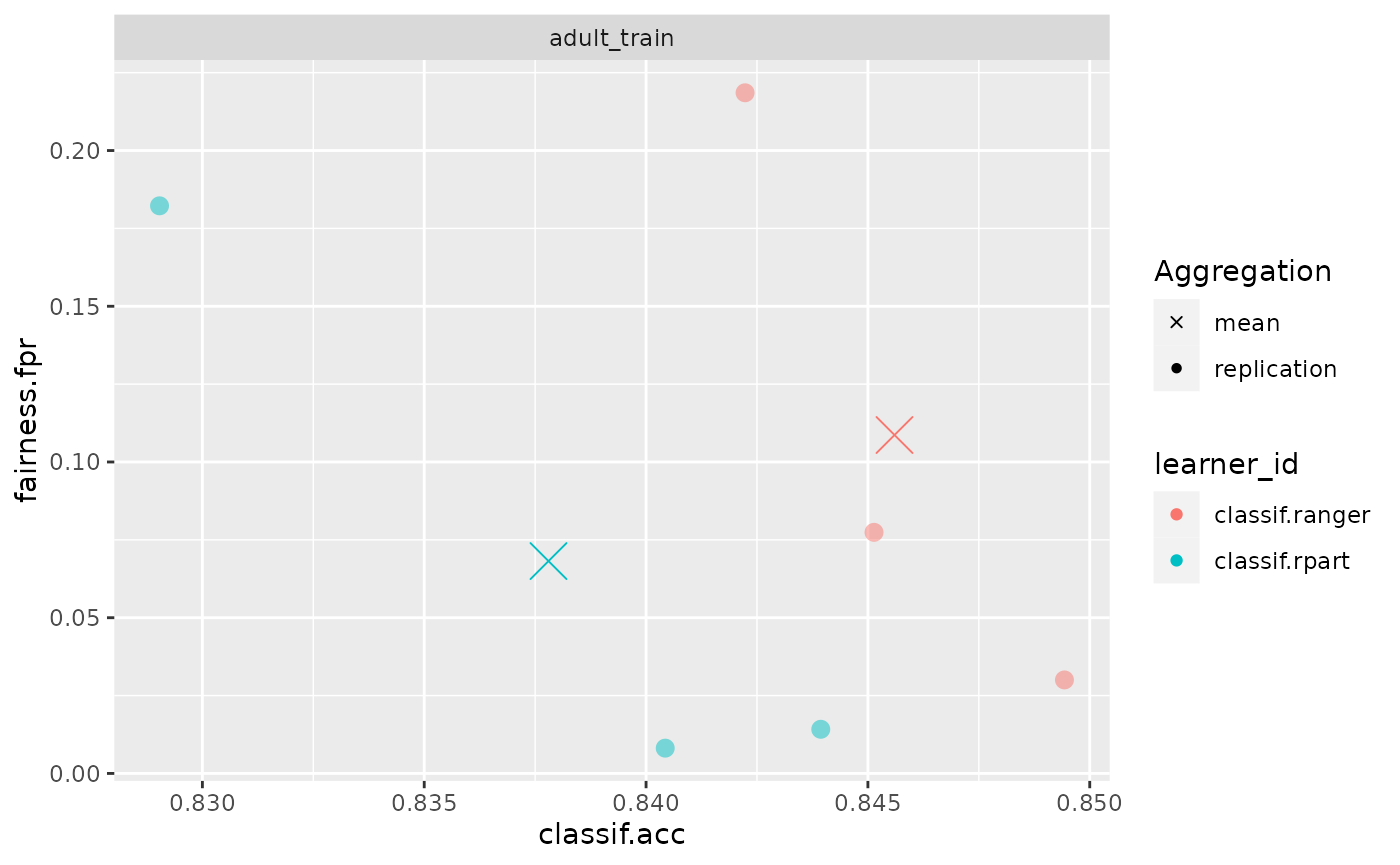 adult_train
fairness.fpr
0.20
0.15
0.10
0.05
0.00
0.830
0.835
0.840
0.845
0.850
classif.acc
Aggregation
mean
replication
learner_id
classif.ranger
classif.rpart